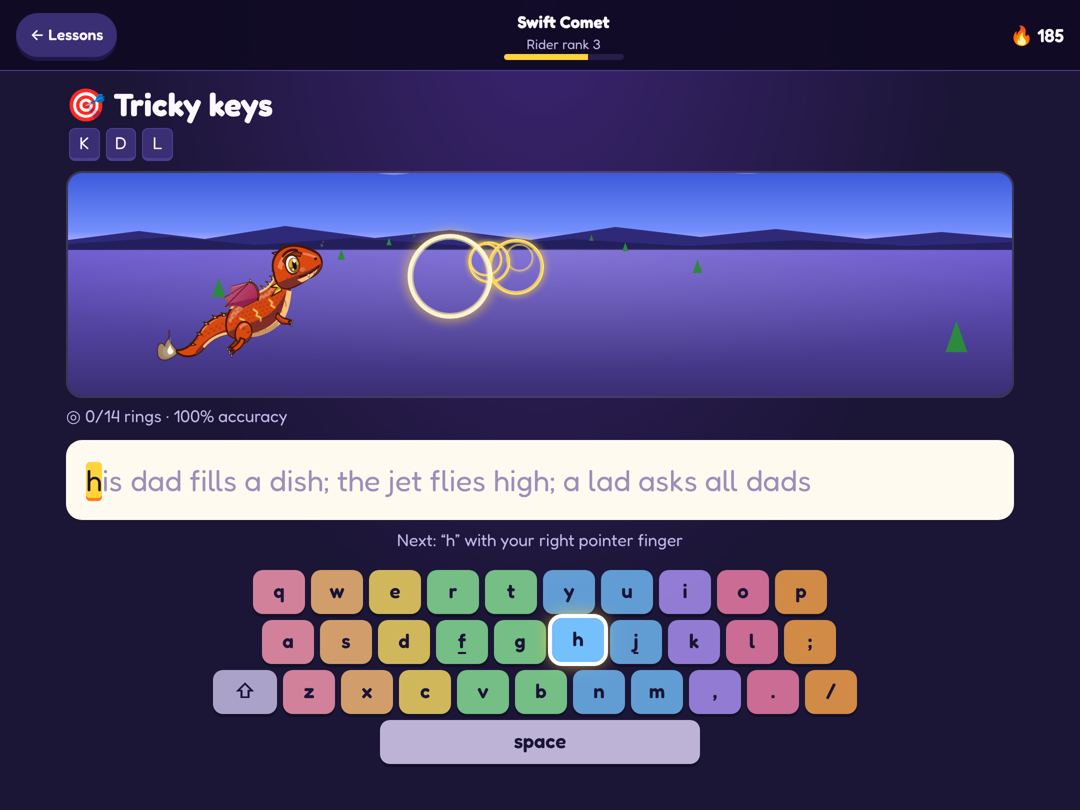 ← Lessons
Swift Comet
Rider rank 3
🔥 185
🎯 Tricky keys
K D L
◎ 0/14 rings · 100% accuracy
his dad fills a dish; the jet flies high; a lad asks all dads
Next: “h” with your right pointer finger
q w e r t y u i o p
a s d f g h j k l ;
⇧ z x c v b n m , . /
space